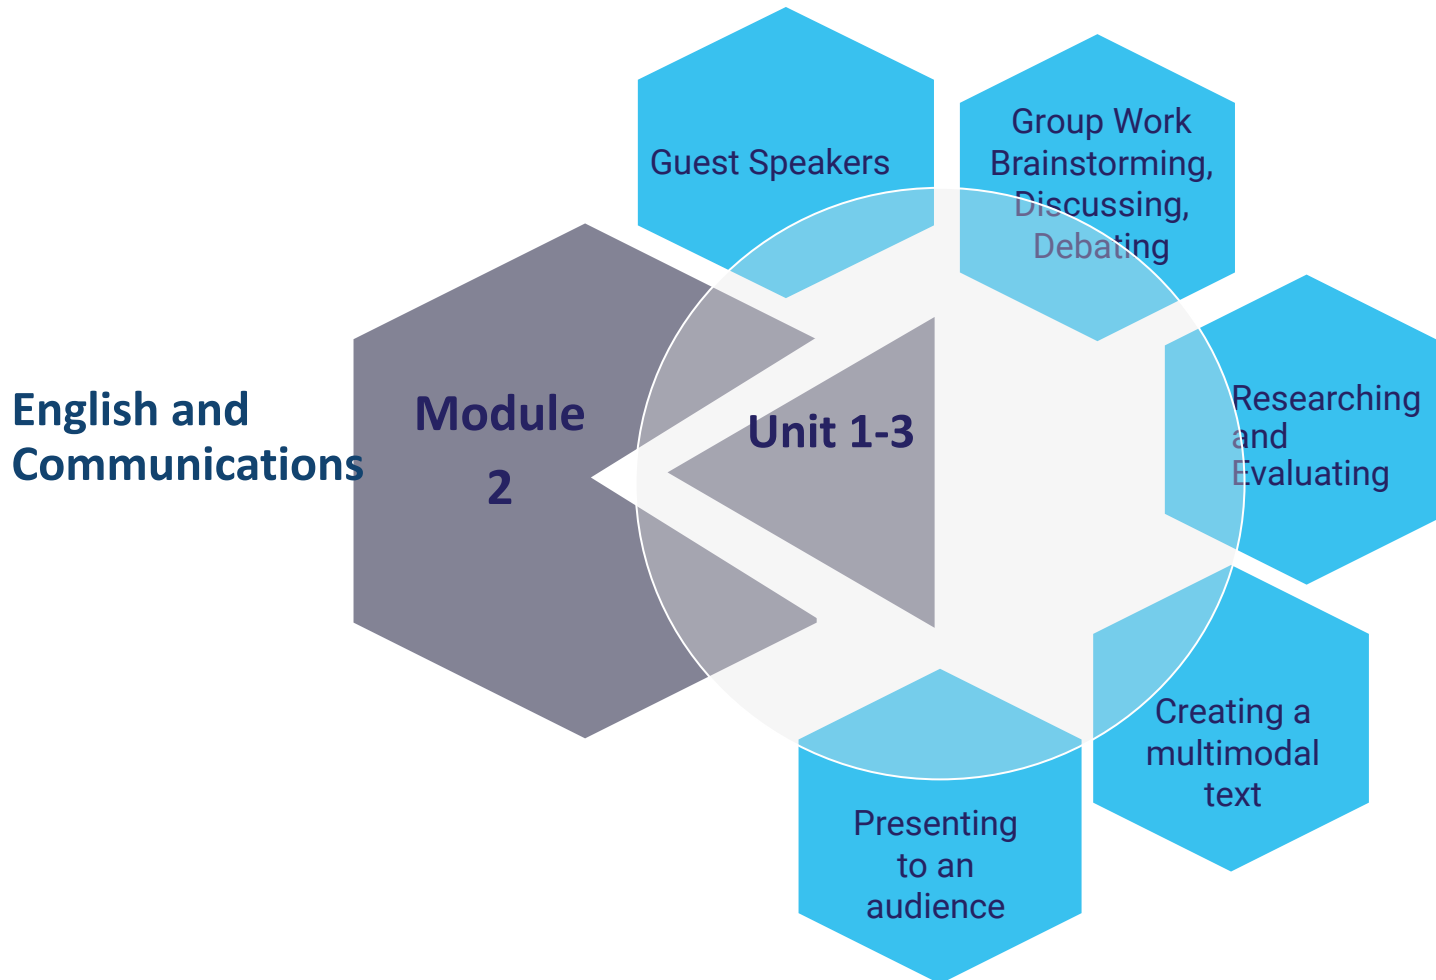 English and
Communications
Module
2
Unit 1-3
Guest Speakers
Group Work
Brainstorming,
Discussing,
Debating
Researching
and
Evaluating
Creating a
multimodal
text
Presenting
to an
audience